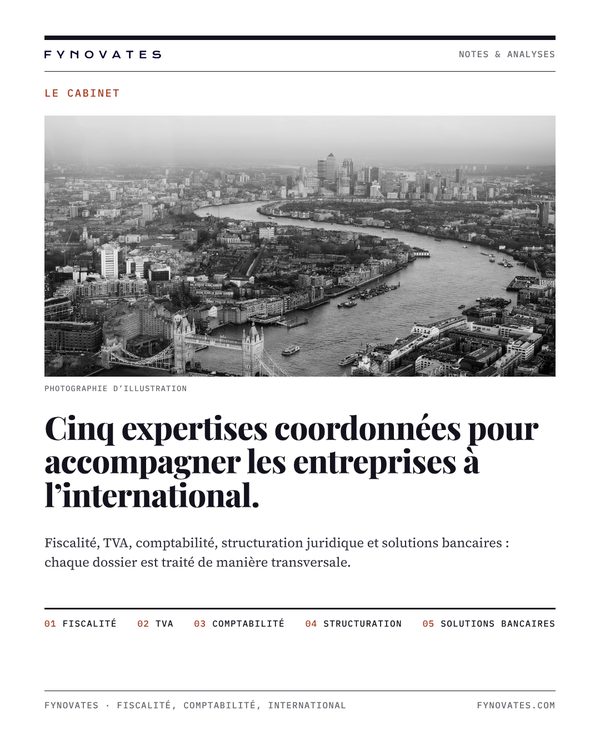 FYNOVATES
NOTES & ANALYSES
LE CABINET
PHOTOGRAPHIE D’ILLUSTRATION
Cinq expertises coordonnées pour
accompagner les entreprises à
l’international.
Fiscalité, TVA, comptabilité, structuration juridique et solutions bancaires :
chaque dossier est traité de manière transversale.
01 FISCALITÉ 02 TVA 03 COMPTABILITÉ 04 STRUCTURATION 05 SOLUTIONS BANCAIRES
FYNOVATES · FISCALITÉ, COMPTABILITÉ, INTERNATIONAL
FYNOVATES.COM